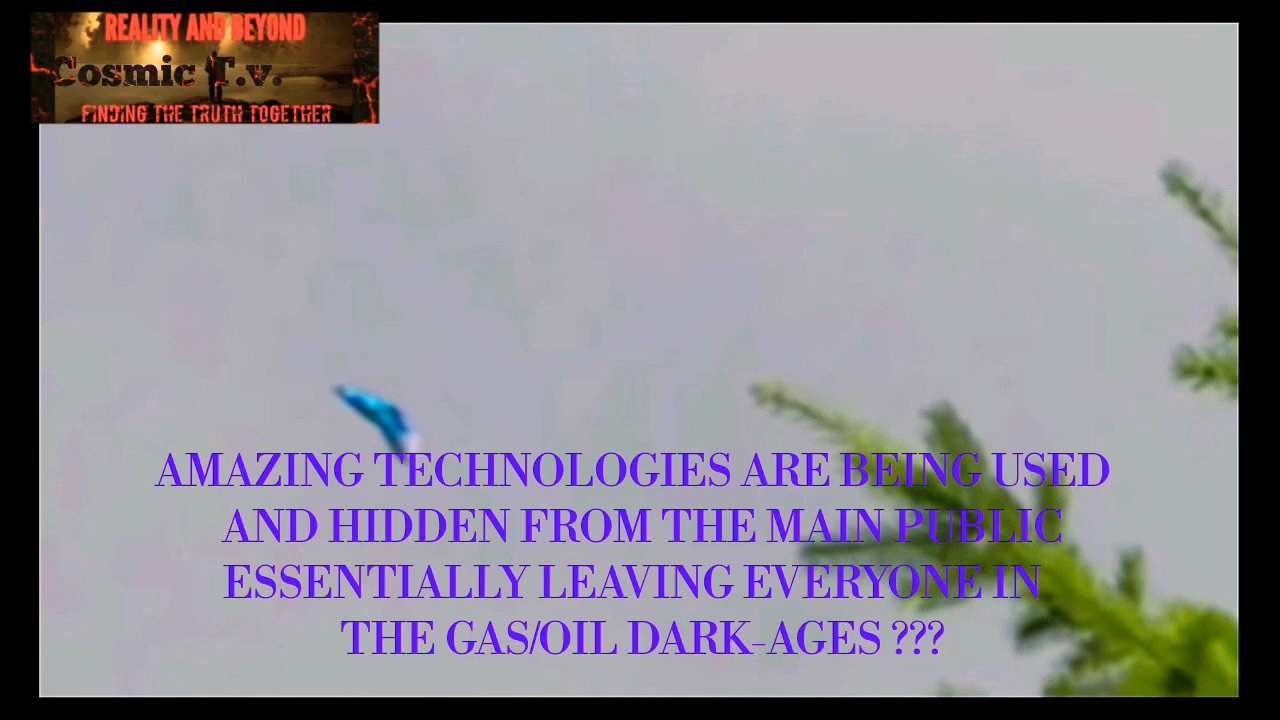 REALITY AND BEYOND
Cosmic T.v.
FINDING THE TRUTH TOGETHER
AMAZING TECHNOLOGIES ARE BEING USED
AND HIDDEN FROM THE MAIN PUBLIC
ESSENTIALLY LEAVING EVERYONE IN
THE GAS/OIL DARK-AGES ???